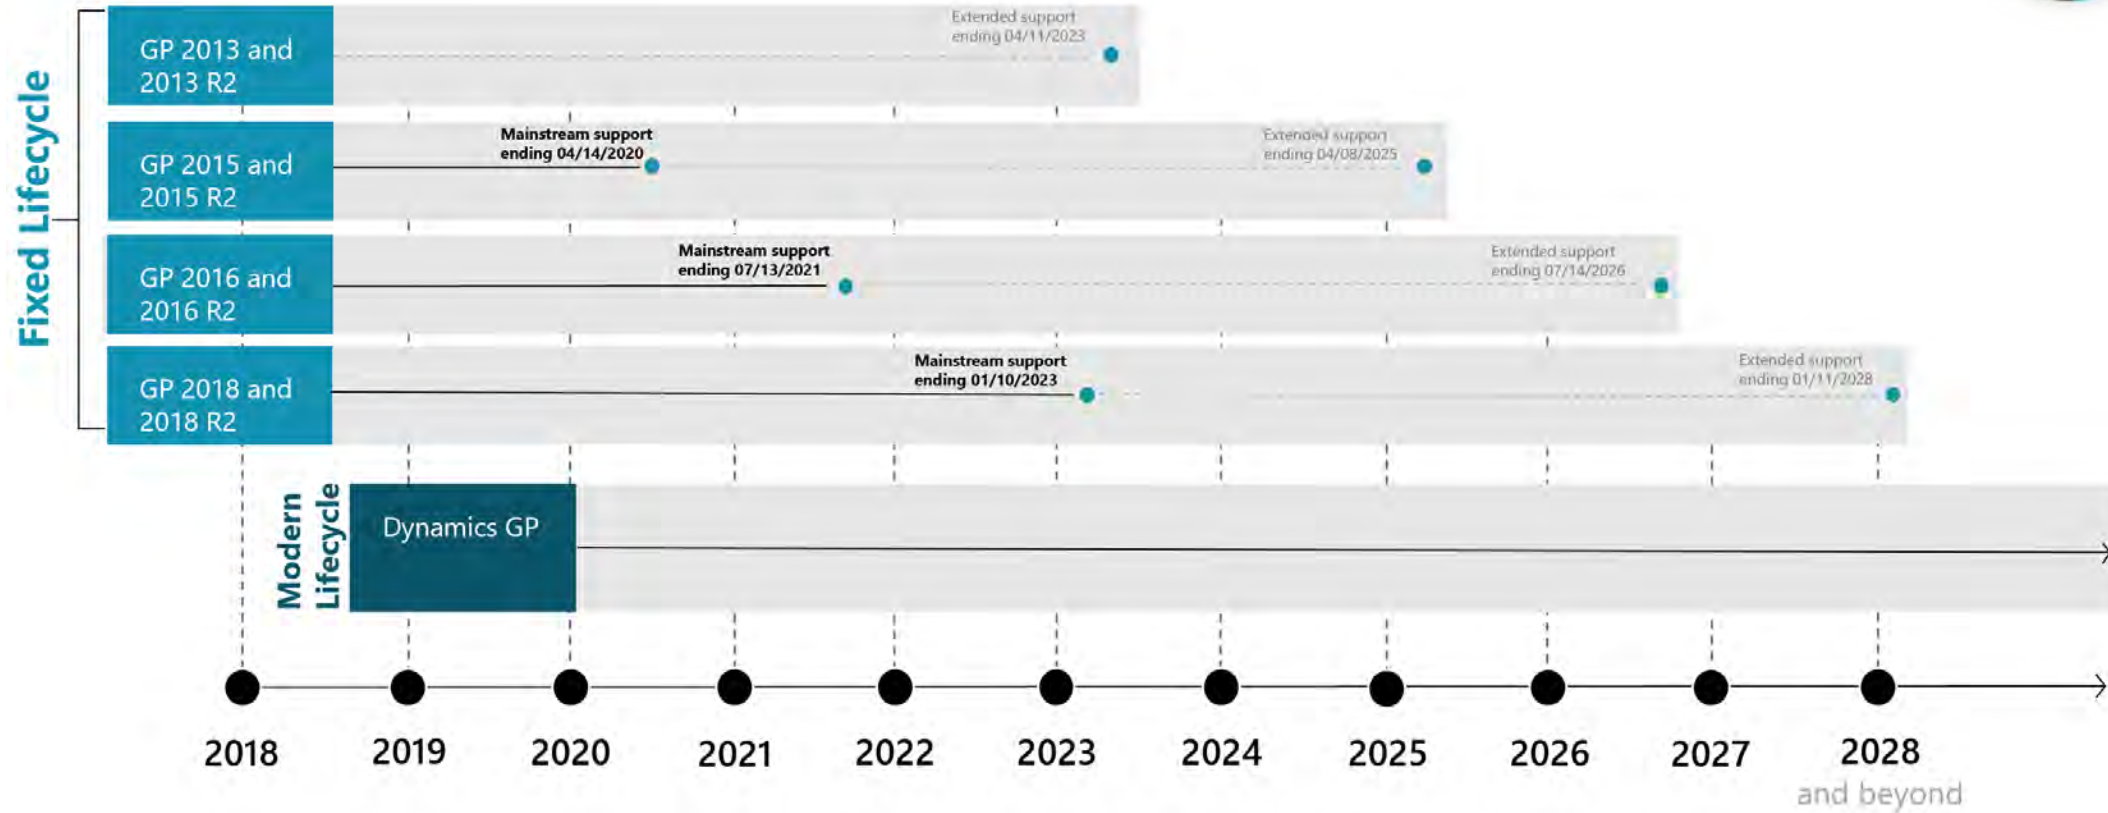 Fixed Lifecycle
GP 2013 and
2013 R2
Extended support
ending 04/11/2023
GP 2015 and
2015 R2
Mainstream support
ending 04/14/2020
Extended support
ending 04/08/2025
GP 2016 and
2016 R2
Mainstream support
ending 07/13/2021
Extended support
ending 07/14/2026
GP 2018 and
2018 R2
Mainstream support
ending 01/10/2023
Extended support
ending 01/11/2028
Modern
Lifecycle
Dynamics GP
2018 2019 2020 2021 2022 2023 2024 2025 2026 2027 2028
and beyond